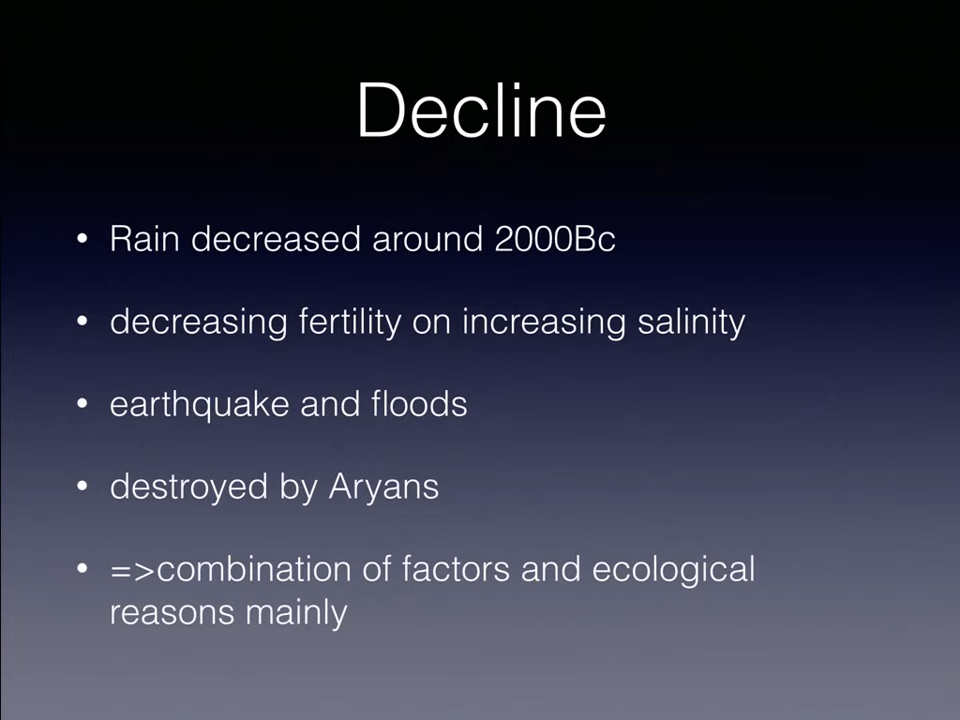 Decline
• Rain decreased around 2000Bc
• decreasing fertility on increasing salinity
• earthquake and floods
• destroyed by Aryans
• =>combination of factors and ecological
reasons mainly